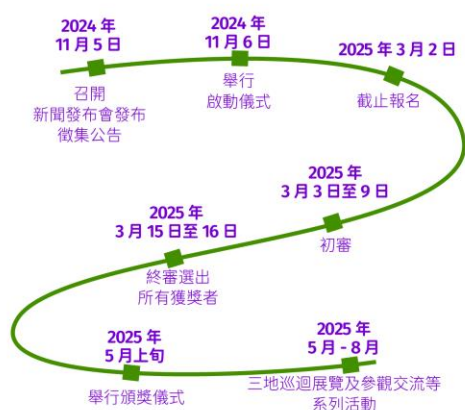 2024 年
11 月 5 日
召開
新聞發布會發布
徵集公告
2024 年
11 月 6 日
舉行
啟動儀式
2025 年 3 月 2 日
截止報名
2025 年
3 月 3 日至 9 日
初審
2025 年
3 月 15 日至 16 日
終審選出
所有獲獎者
2025 年
5 月上旬
舉行頒獎儀式
2025 年
5 月 - 8 月
三地巡迴展覽及參觀交流等
系列活動